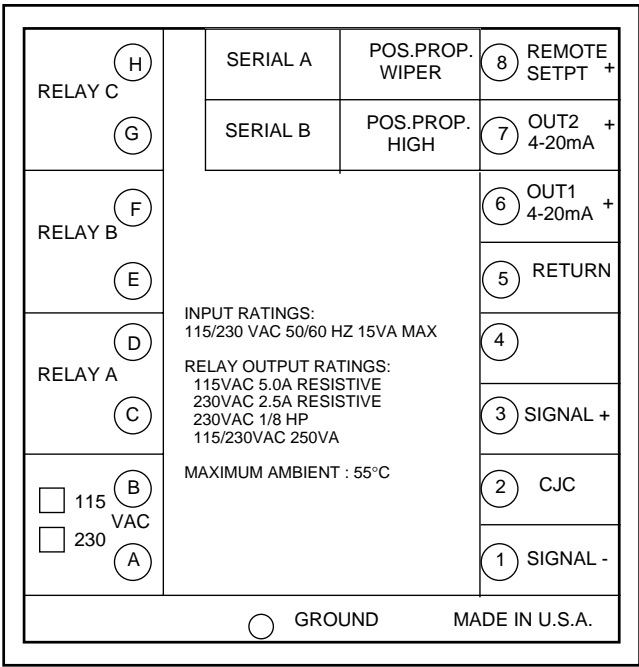 H
RELAY C
G
F
RELAY B
E
D
RELAY A
C
B
115
VAC
230
A
SERIAL A
POS.PROP.
WIPER
SERIAL B
POS.PROP.
HIGH
INPUT RATINGS:
115/230 VAC 50/60 HZ 15VA MAX
RELAY OUTPUT RATINGS:
115VAC 5.0A RESISTIVE
230VAC 2.5A RESISTIVE
230VAC 1/8 HP
115/230VAC 250VA
MAXIMUM AMBIENT : 55°C
8 REMOTE
SETPT +
7 OUT2 +
4-20mA
6 OUT1 +
4-20mA
5 RETURN
4
3 SIGNAL +
2 CJC
1 SIGNAL -
GROUND
MADE IN U.S.A.